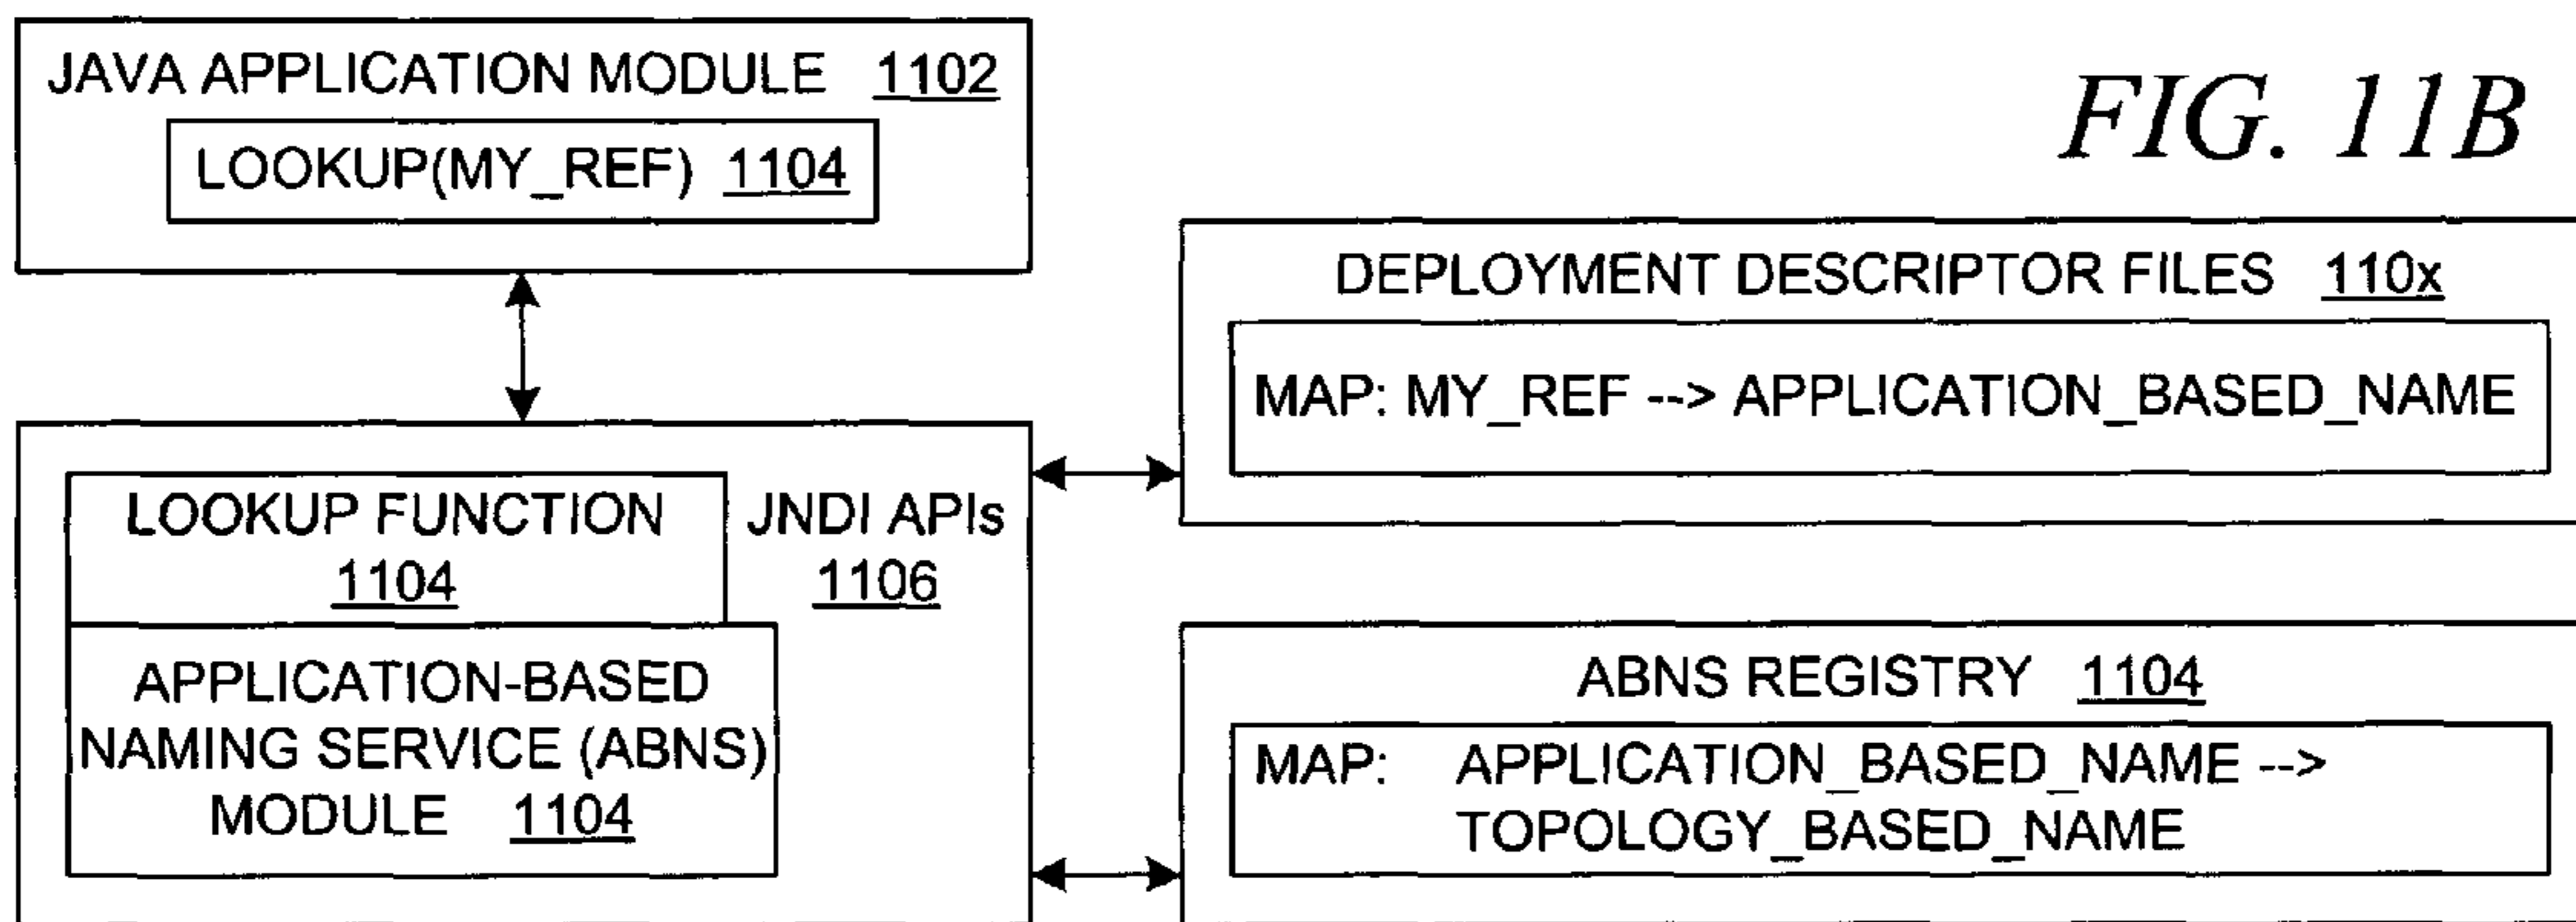 JAVA APPLICATION MODULE 1102
LOOKUP(MY_REF) 1104
FIG. 11B
DEPLOYMENT DESCRIPTOR FILES 110x
MAP: MY_REF --> APPLICATION_BASED_NAME
LOOKUP FUNCTION
1104
JNDI APIs
1106
APPLICATION-BASED
NAMING SERVICE (ABNS)
MODULE 1104
ABNS REGISTRY 1104
MAP: APPLICATION_BASED_NAME -->
TOPOLOGY_BASED_NAME